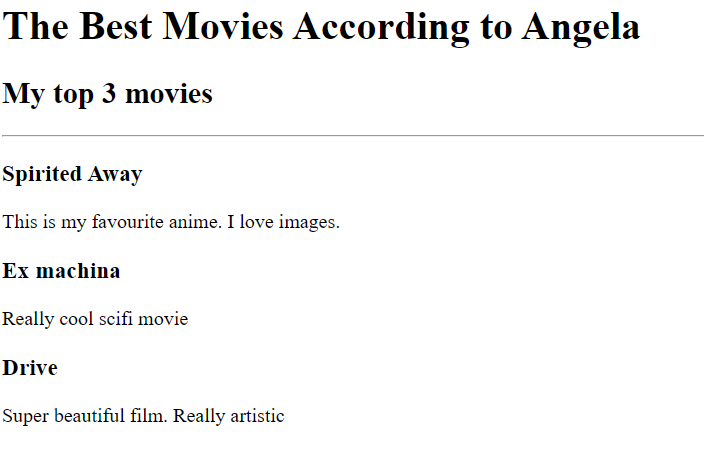 The Best Movies According to Angela
My top 3 movies
Spirited Away
This is my favourite anime. I love images.
Ex machina
Really cool scifi movie
Drive
Super beautiful film. Really artistic